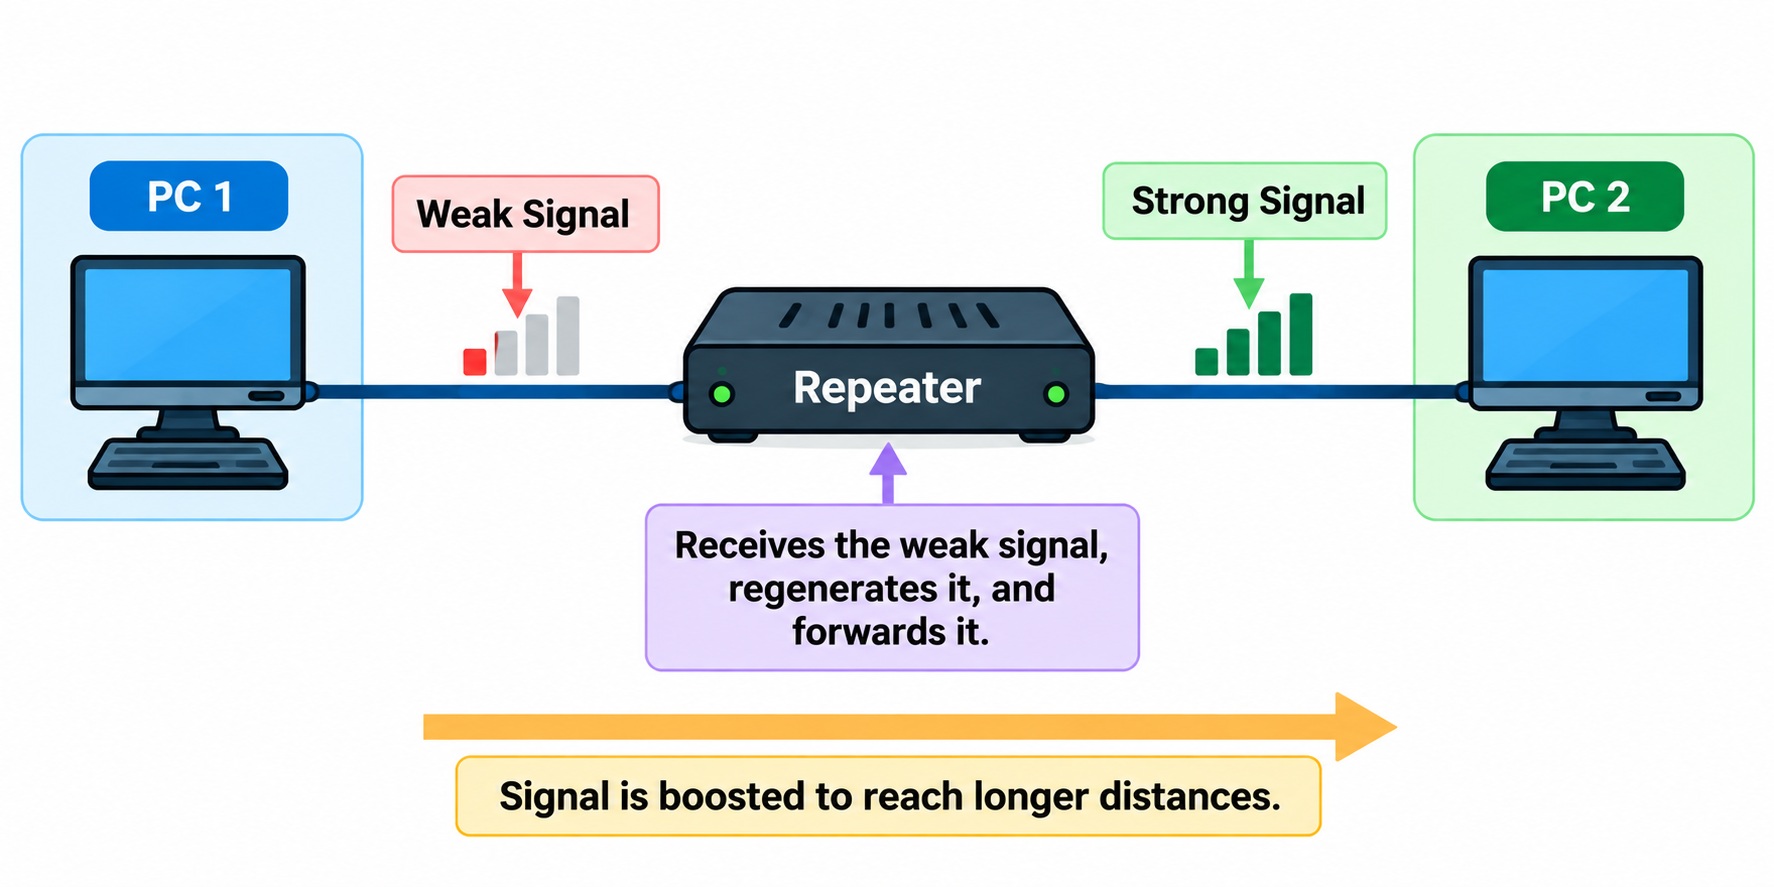 PC 1
Weak Signal
Strong Signal
PC 2
Repeater
Receives the weak signal,
regenerates it, and
forwards it.
Signal is boosted to reach longer distances.